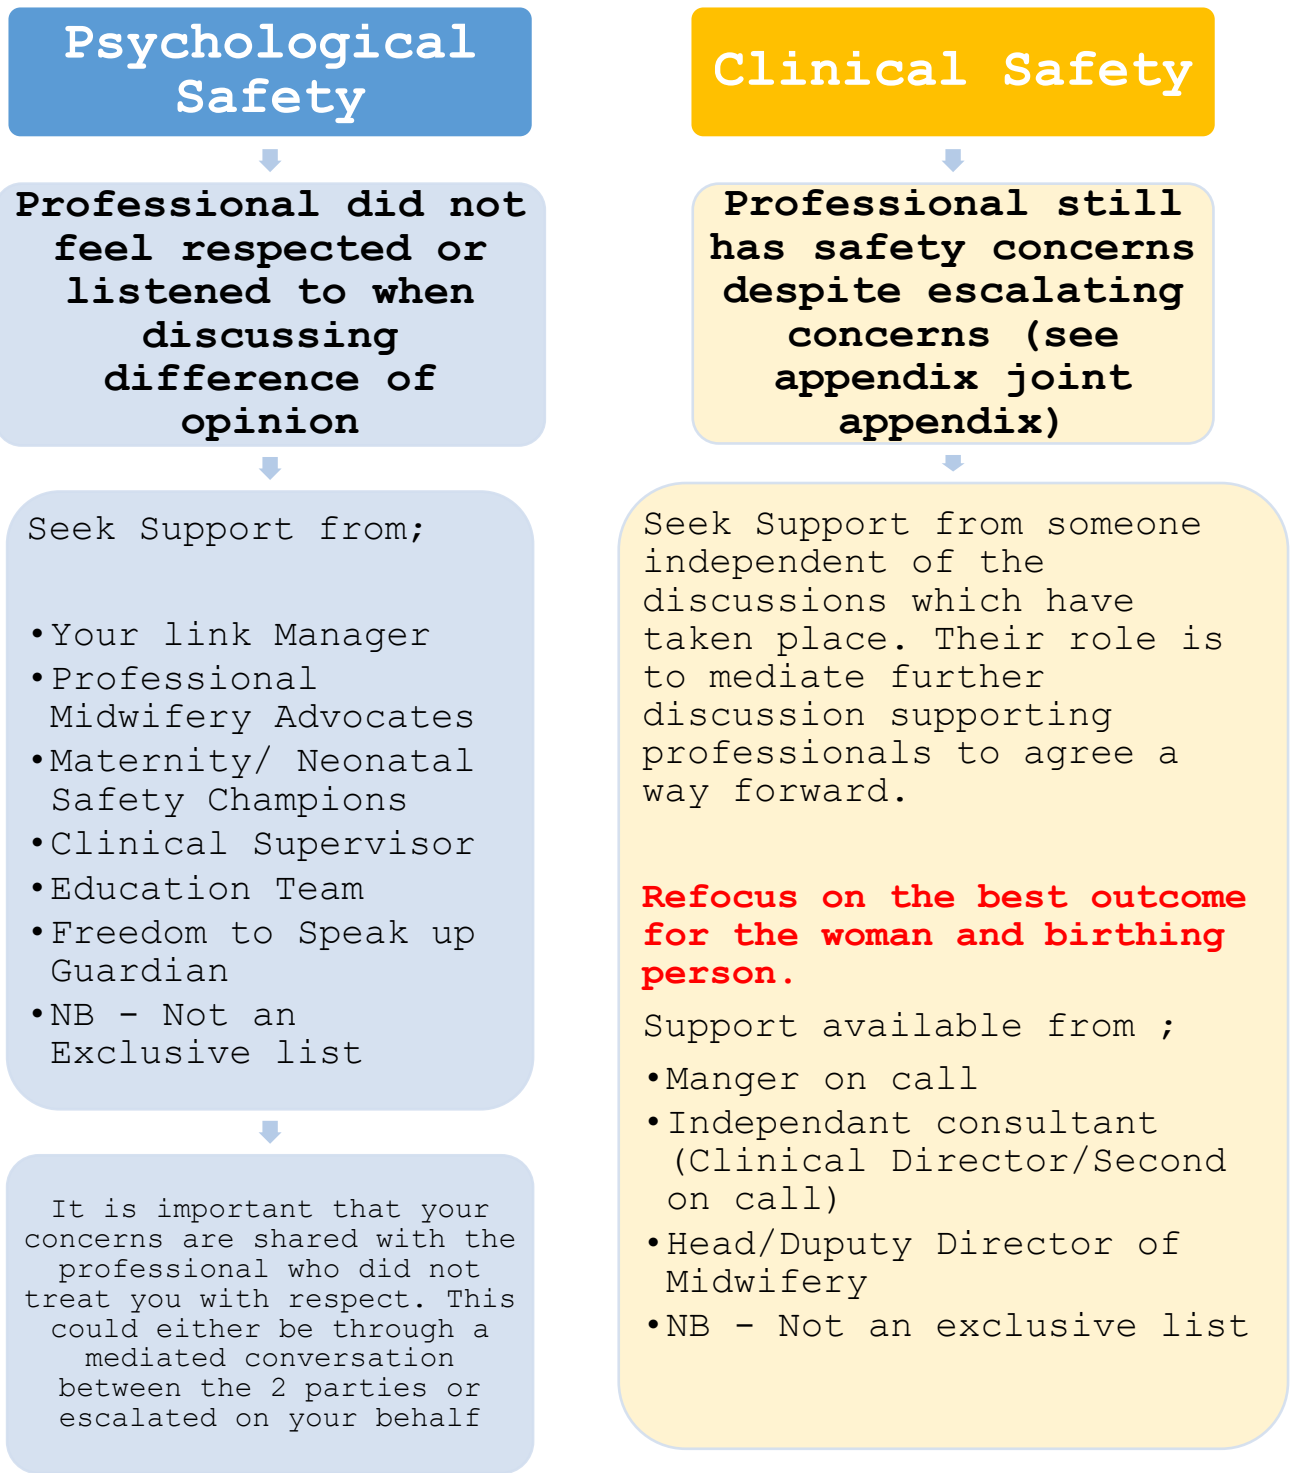 Psychological
Safety
Professional did not
feel respected or
listened to when
discussing
difference of
opinion
Seek Support from;
•Your link Manager
•Professional
Midwifery Advocates
•Maternity/ Neonatal
Safety Champions
•Clinical Supervisor
•Education Team
•Freedom to Speak up
Guardian
•NB - Not an
Exclusive list
It is important that your
concerns are shared with the
professional who did not
treat you with respect. This
could either be through a
mediated conversation
between the 2 parties or
escalated on your behalf
Clinical Safety
Professional still
has safety concerns
despite escalating
concerns (see
appendix joint
appendix)
Seek Support from someone
independent of the
discussions which have
taken place. Their role is
to mediate further
discussion supporting
professionals to agree a
way forward.
Refocus on the best outcome
for the woman and birthing
person.
Support available from ;
•Manger on call
•Independant consultant
(Clinical Director/Second
on call)
•Head/Duputy Director of
Midwifery
•NB - Not an exclusive list